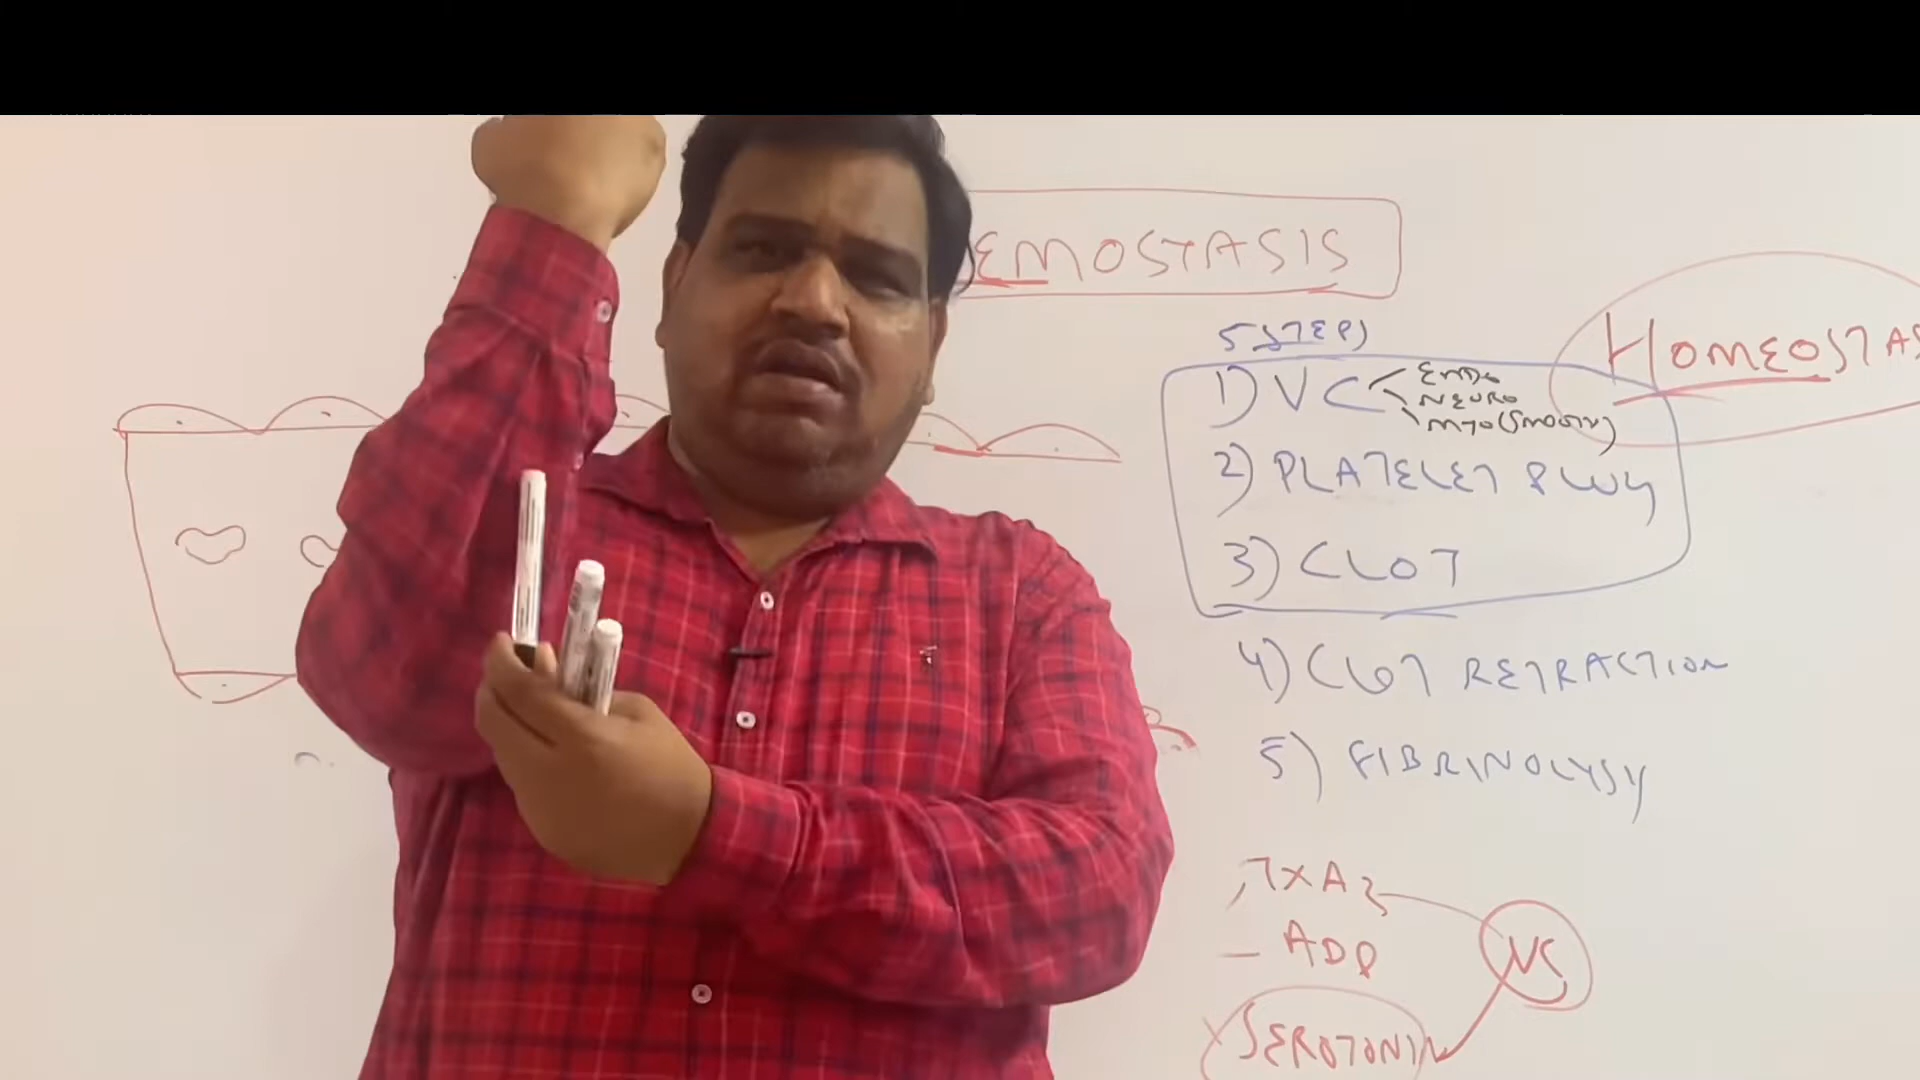 EMOSTASIS
5 STEPS
HOMEOSTAS
1) VC
ENDO
NEURO
MYO (SMOOTH)
2) PLATELET PLUG
3) CLOT
4) CLOT RETRACTION
5) FIBRINOLYSIS
TXA2
- ADP
VC
SEROTONIN